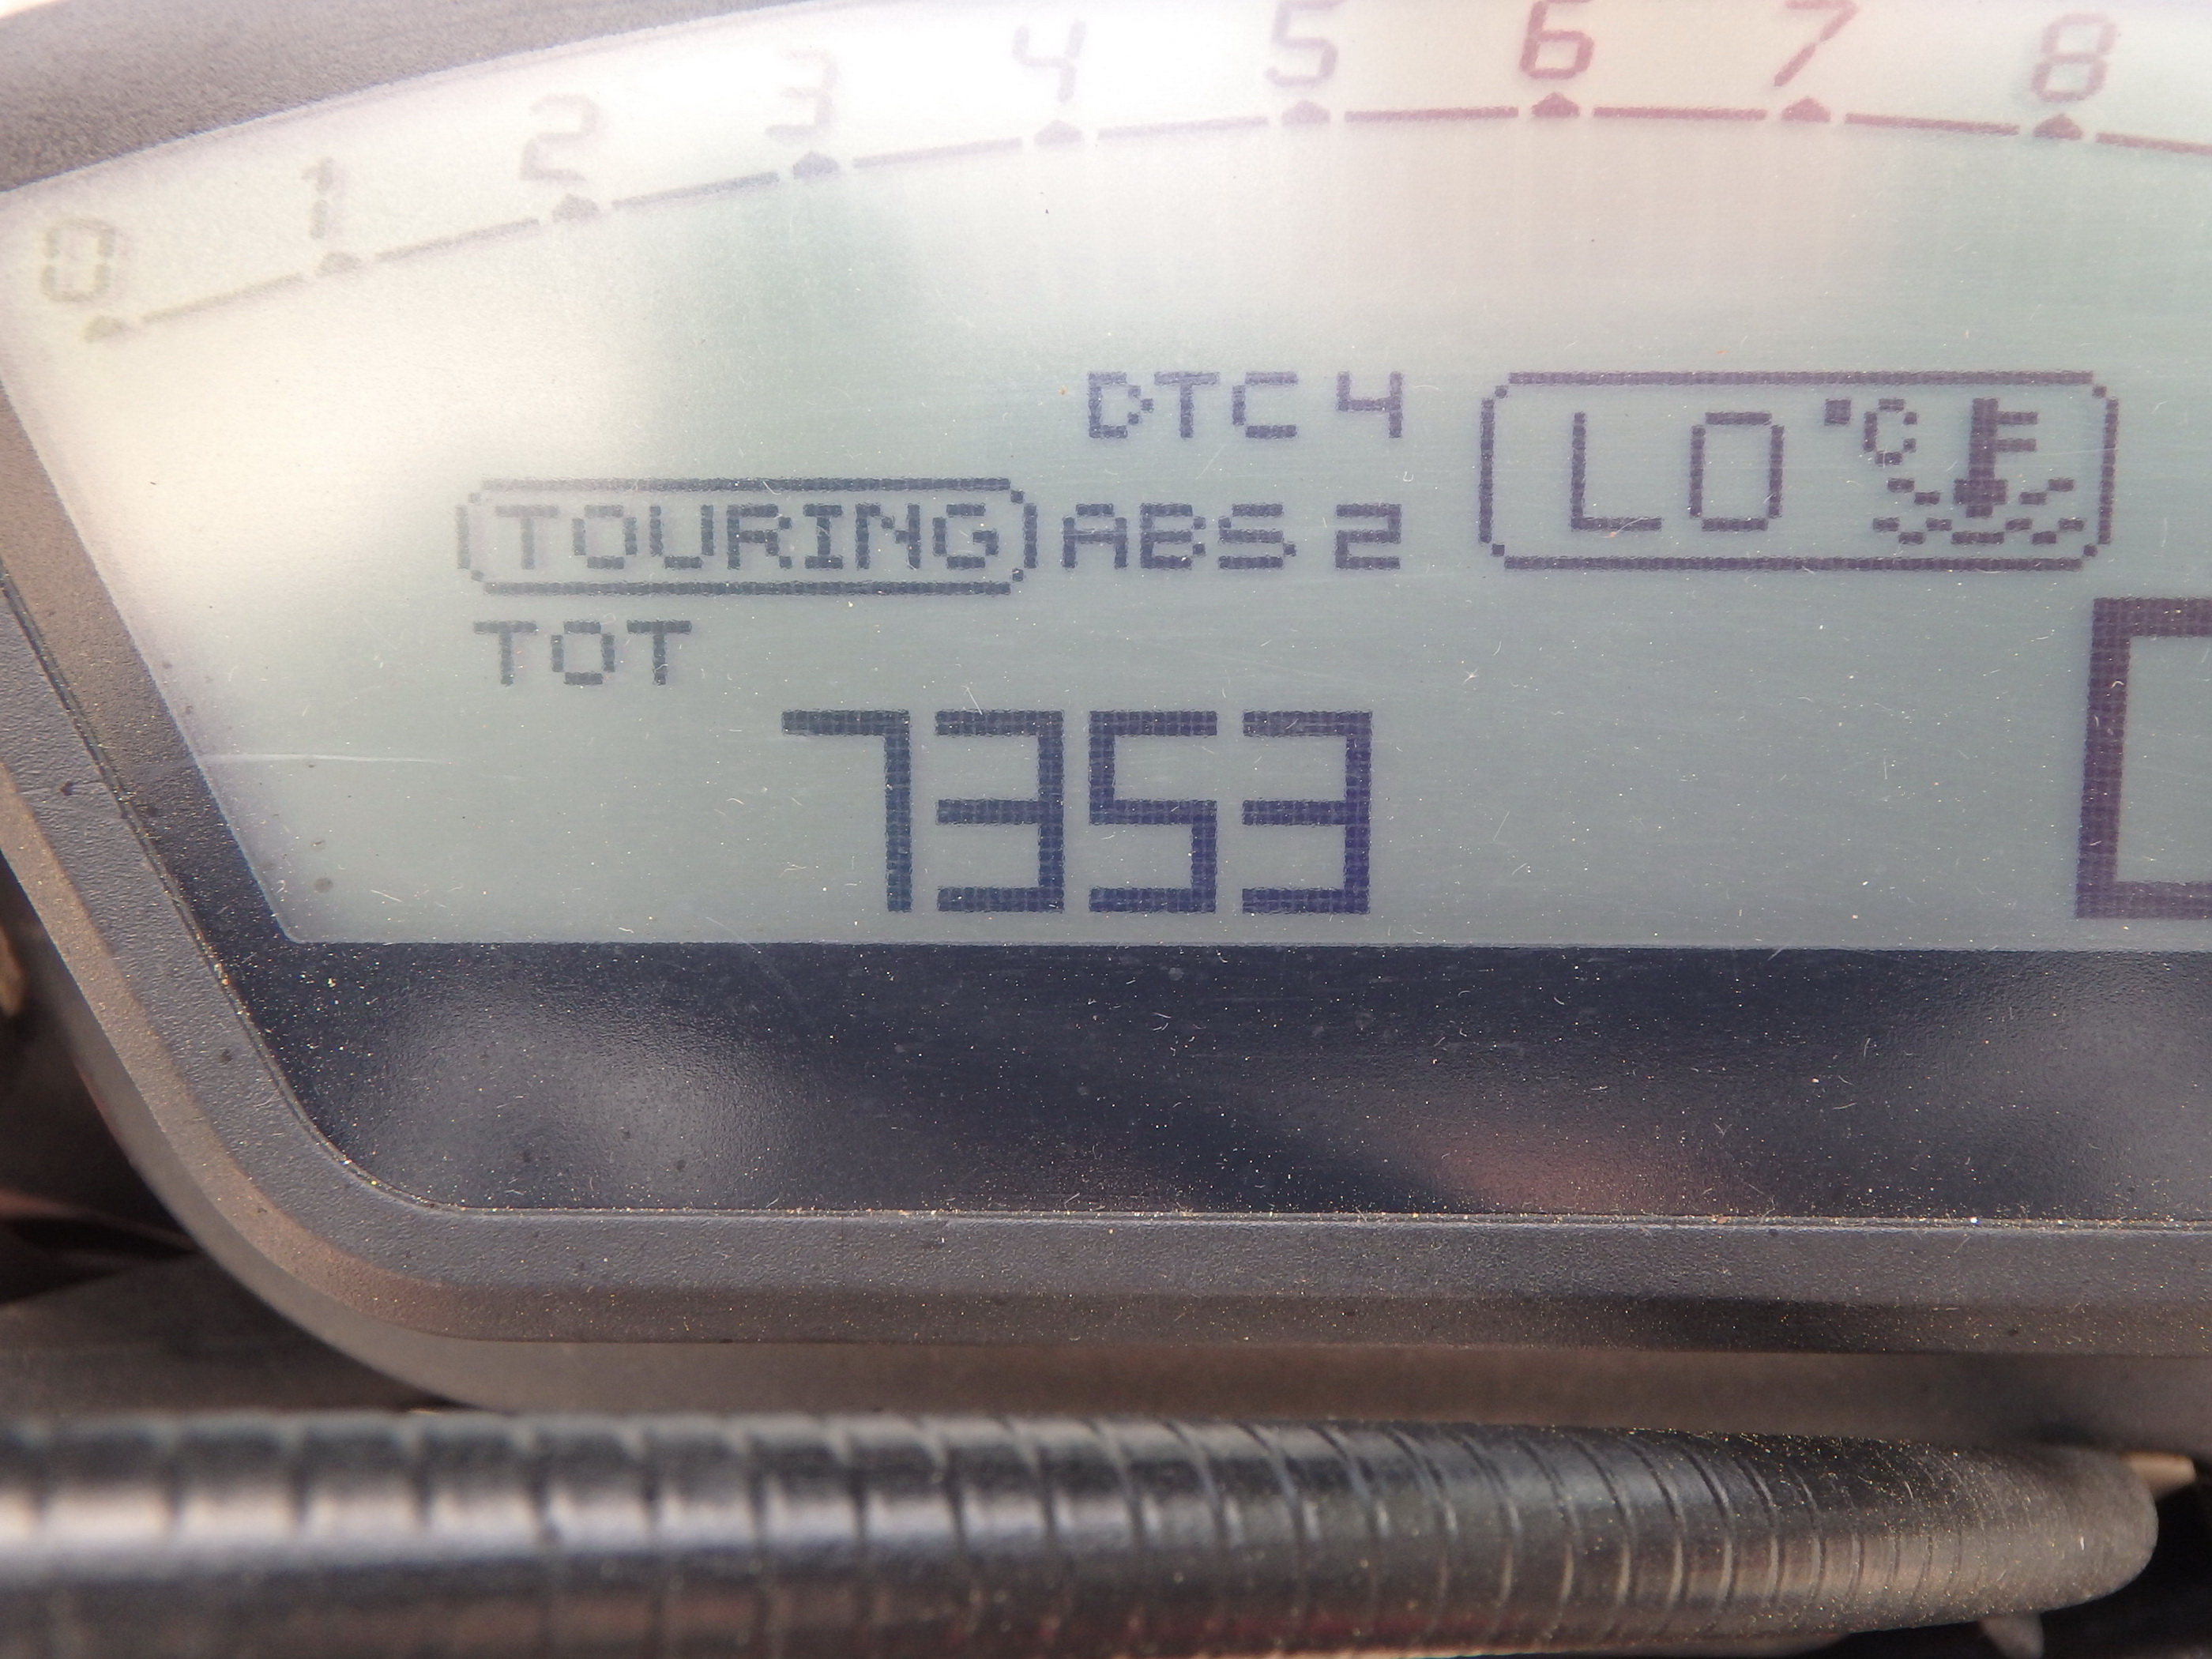 0 1 2 3 4 5 6 7 8
DTC 4
LO °C
TOURING ABS 2
TOT
7353